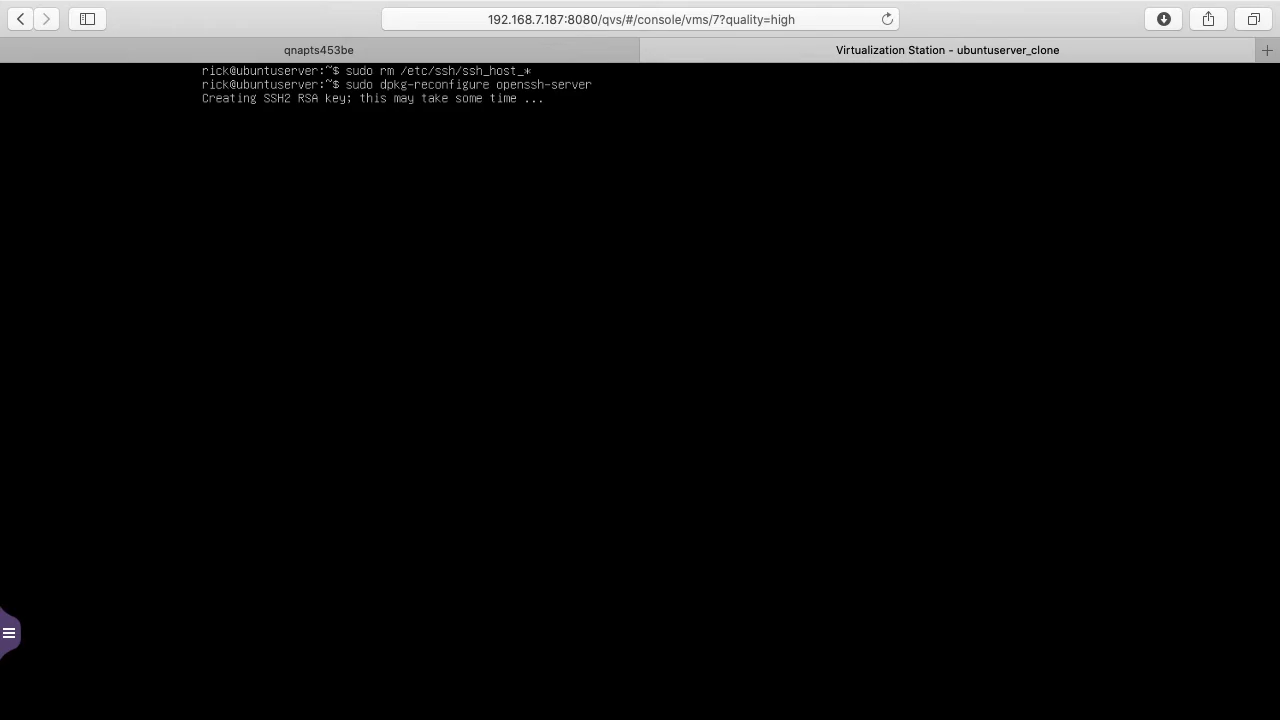 192.168.7.187:8080/qvs/#/console/vms/7?quality=high
qnapts453be
Virtualization Station - ubuntuserver_clone
rick@ubuntuserver:~$ sudo rm /etc/ssh/ssh_host_*
rick@ubuntuserver:~$ sudo dpkg-reconfigure openssh-server
Creating SSH2 RSA key; this may take some time ...